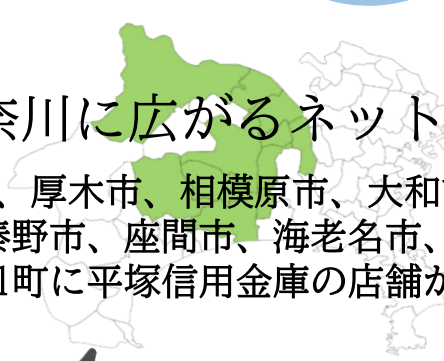 奈川に広がるネット
、厚木市、相模原市、大和市
秦野市、座間市、海老名市、
1町に平塚信用金庫の店舗が